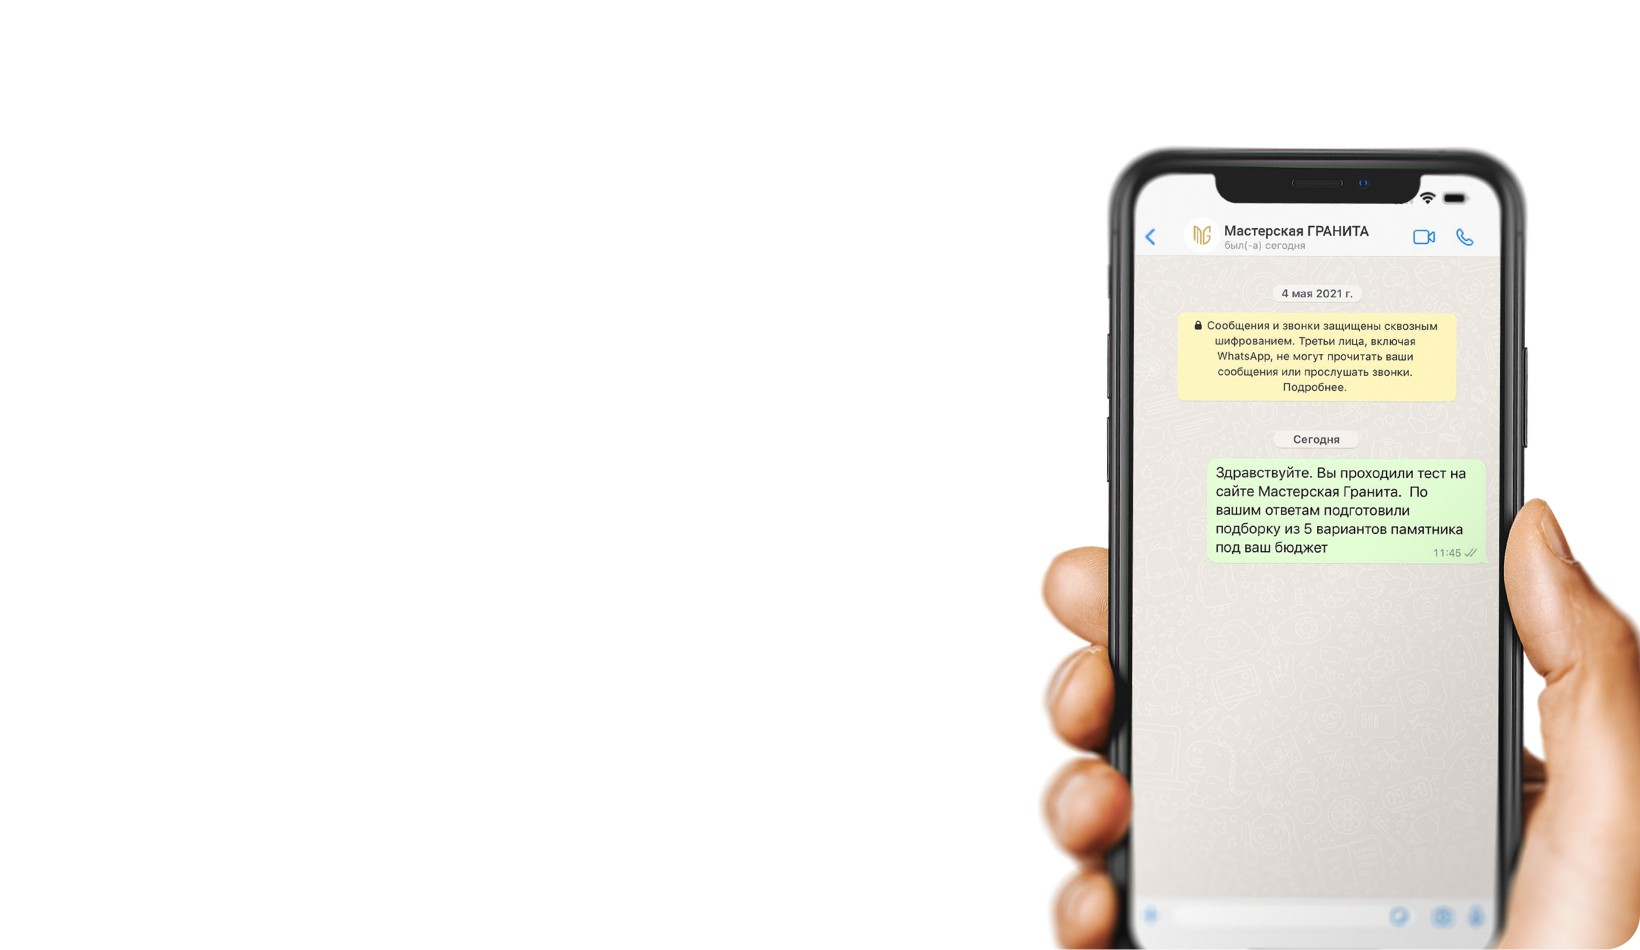 Мастерская ГРАНИТА
был(-а) сегодня
4 мая 2021 г.
Сообщения и звонки защищены сквозным
шифрованием. Третьи лица, включая
WhatsApp, не могут прочитать ваши
сообщения или прослушать звонки.
Подробнее.
Сегодня
Здравствуйте. Вы проходили тест на
сайте Мастерская Гранита. По
вашим ответам подготовили
подборку из 5 вариантов памятника
под ваш бюджет
11:45